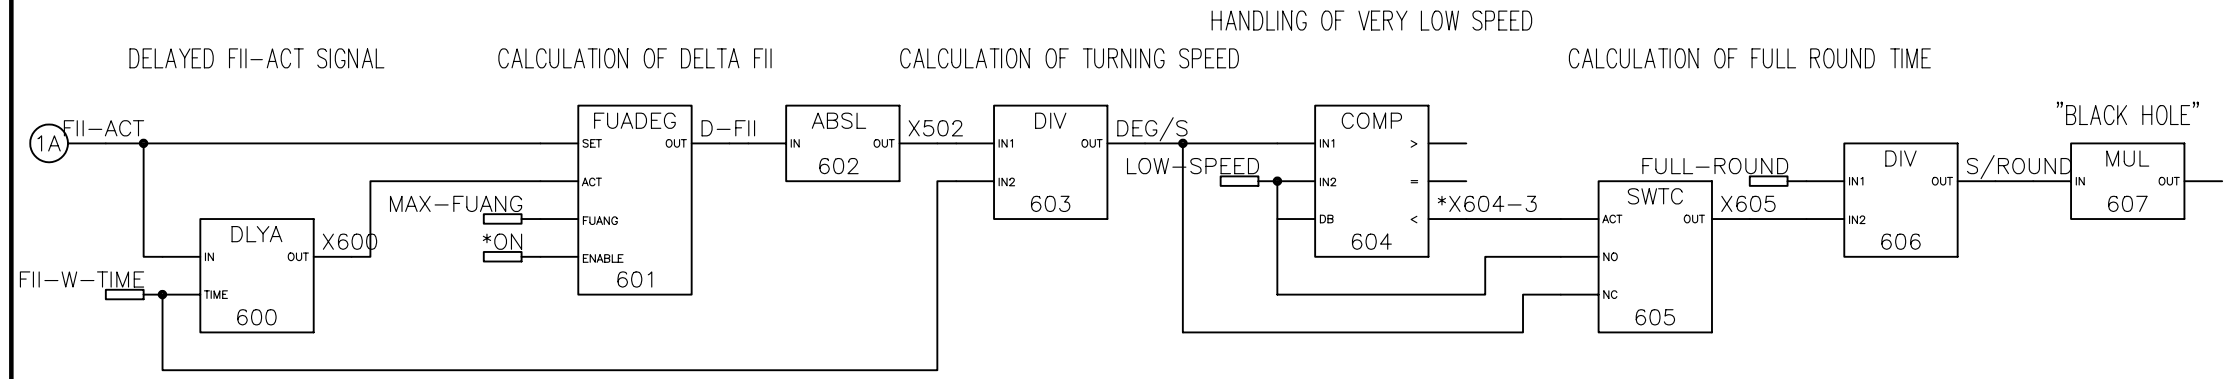 HANDLING OF VERY LOW SPEED
DELAYED FII-ACT SIGNAL
CALCULATION OF DELTA FII
CALCULATION OF TURNING SPEED
CALCULATION OF FULL ROUND TIME
"BLACK HOLE"
1A
FII-ACT
FII-W-TIME
DLYA
IN
OUT
TIME
600
X600
MAX-FUANG
*ON
FUADEG
SET
OUT
ACT
FUANG
ENABLE
601
D-FII
ABSL
IN
OUT
602
X502
DIV
IN1
OUT
IN2
603
DEG/S
LOW-SPEED
COMP
IN1
>
IN2
=
DB
<
604
*X604-3
SWTC
ACT
OUT
NO
NC
605
X605
FULL-ROUND
DIV
IN1
OUT
IN2
606
S/ROUND
MUL
IN
OUT
607